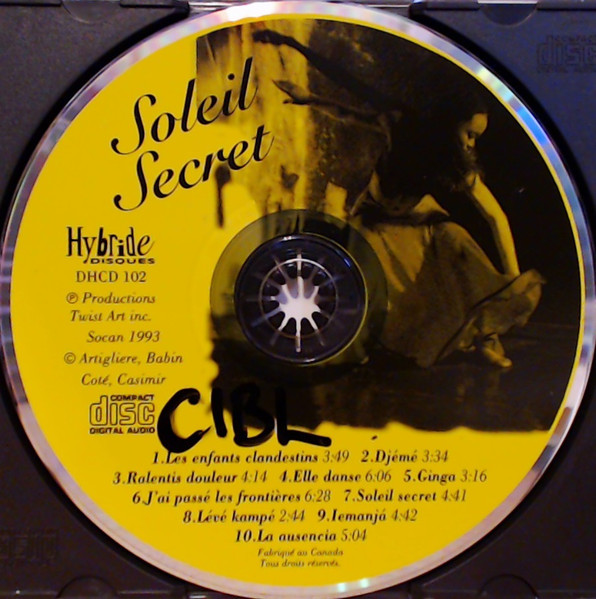 Soleil
Secret
Hybride
DISQUES
DHCD 102
℗ Productions
Twist Art inc.
Socan 1993
© Artigliere, Babin
Coté, Casimir
COMPACT
disc
DIGITAL AUDIO
CIBL
1.Les enfants clandestins 3:49 2.Djémé 3:34
3.Ralentis douleur 4:14 4.Elle danse 6:06 5.Ginga 3:16
6.J'ai passé les frontières 6:28 7.Soleil secret 4:41
8.Lévé kampé 2:44 9.Iemanjá 4:42
10.La ausencia 5:04
Fabriqué au Canada
Tous droits réservés.
disc